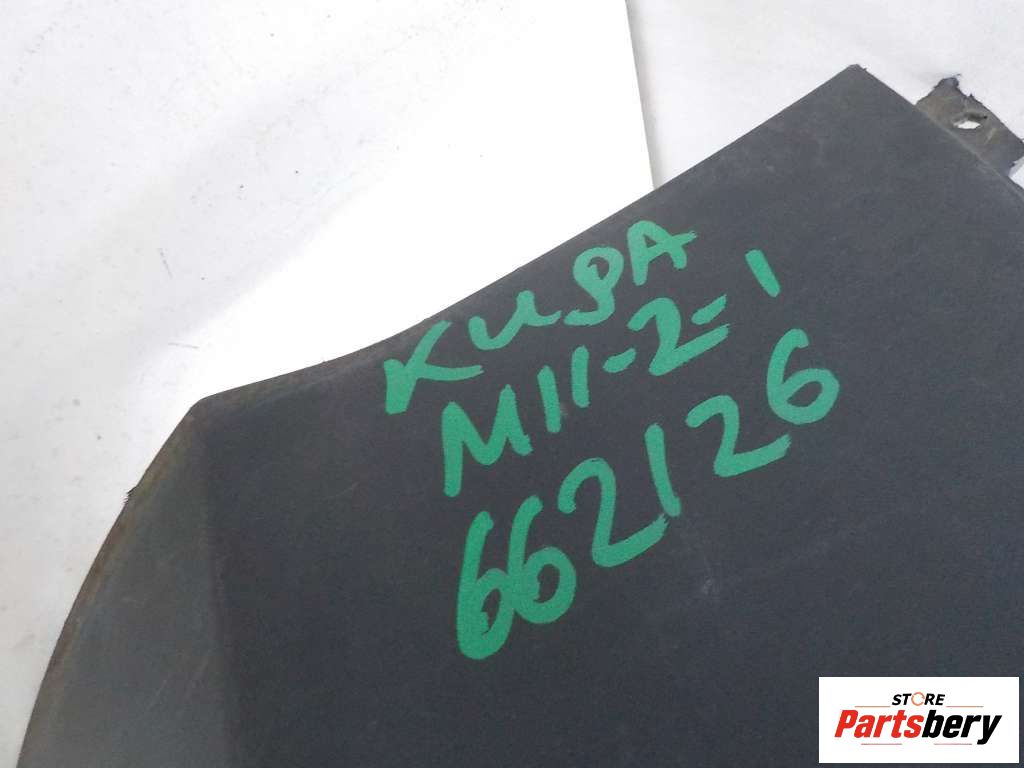 KUGA
M11-2-1
662126
STORE
Partsbery